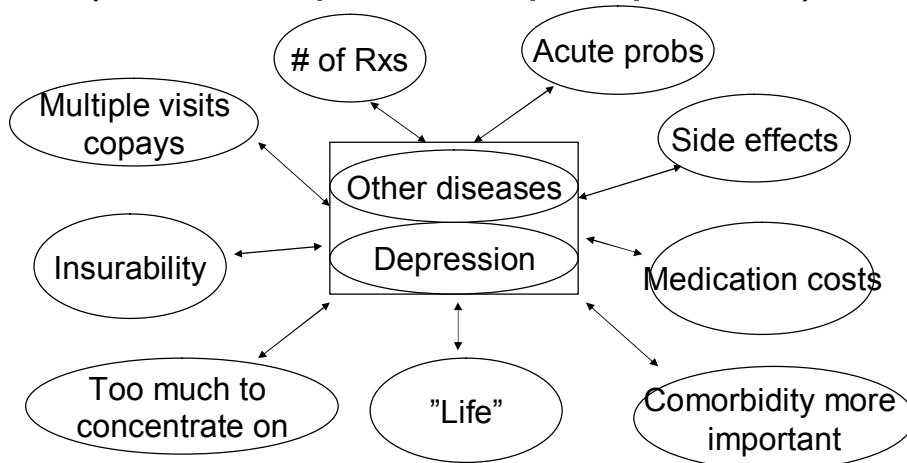 # of Rxs
Acute probs
Multiple visits
copays
Side effects
Other diseases
Depression
Insurability
Medication costs
Too much to
concentrate on
”Life”
Comorbidity more
important